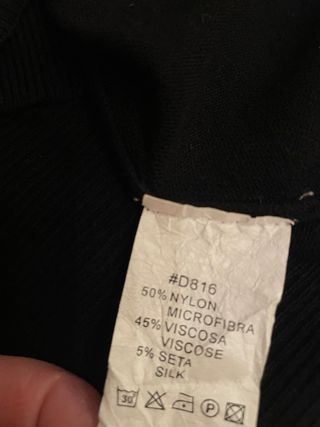 #D816
50% NYLON
MICROFIBRA
45% VISCOSA
VISCOSE
5% SETA
SILK
30 P